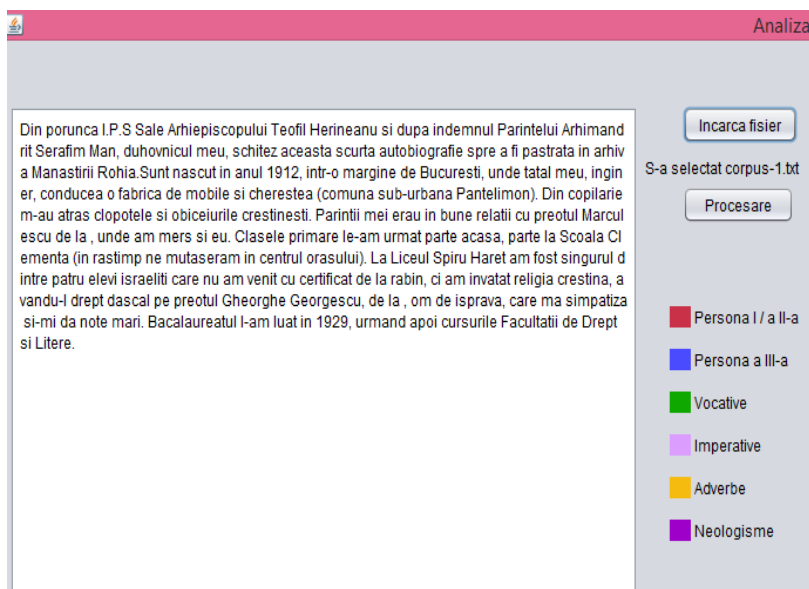 Analiza
Din porunca I.P.S Sale Arhiepiscopului Teofil Herineanu si dupa indemnul Parintelui Arhimand
rit Serafim Man, duhovnicul meu, schitez aceasta scurta autobiografie spre a fi pastrata in arhiv
a Manastirii Rohia.Sunt nascut in anul 1912, intr-o margine de Bucuresti, unde tatal meu, ingin
er, conducea o fabrica de mobile si cherestea (comuna sub-urbana Pantelimon). Din copilarie
m-au atras clopotele si obiceiurile crestinesti. Parintii mei erau in bune relatii cu preotul Marcul
escu de la , unde am mers si eu. Clasele primare le-am urmat parte acasa, parte la Scoala Cl
ementa (in rastimp ne mutaseram in centrul orasului). La Liceul Spiru Haret am fost singurul d
intre patru elevi israeliti care nu am venit cu certificat de la rabin, ci am invatat religia crestina, a
vandu-l drept dascal pe preotul Gheorghe Georgescu, de la , om de isprava, care ma simpatiza
si-mi da note mari. Bacalaureatul l-am luat in 1929, urmand apoi cursurile Facultatii de Drept
si Litere.
Incarca fisier
S-a selectat corpus-1.txt
Procesare
Persona I / a II-a
Persona a III-a
Vocative
Imperative
Adverbe
Neologisme